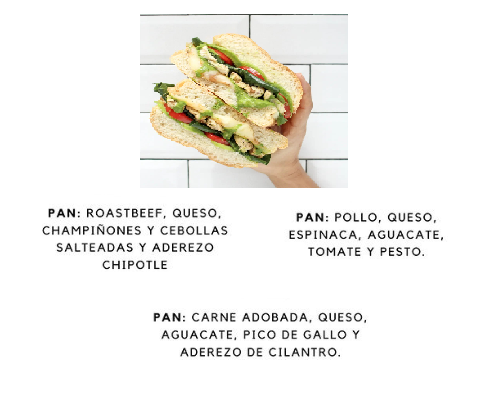 PAN: ROASTBEEF, QUESO,
CHAMPIÑONES Y CEBOLLAS
SALTEADAS Y ADEREZO
CHIPOTLE
PAN: POLLO, QUESO,
ESPINACA, AGUACATE,
TOMATE Y PESTO.
PAN: CARNE ADOBADA, QUESO,
AGUACATE, PICO DE GALLO Y
ADEREZO DE CILANTRO.